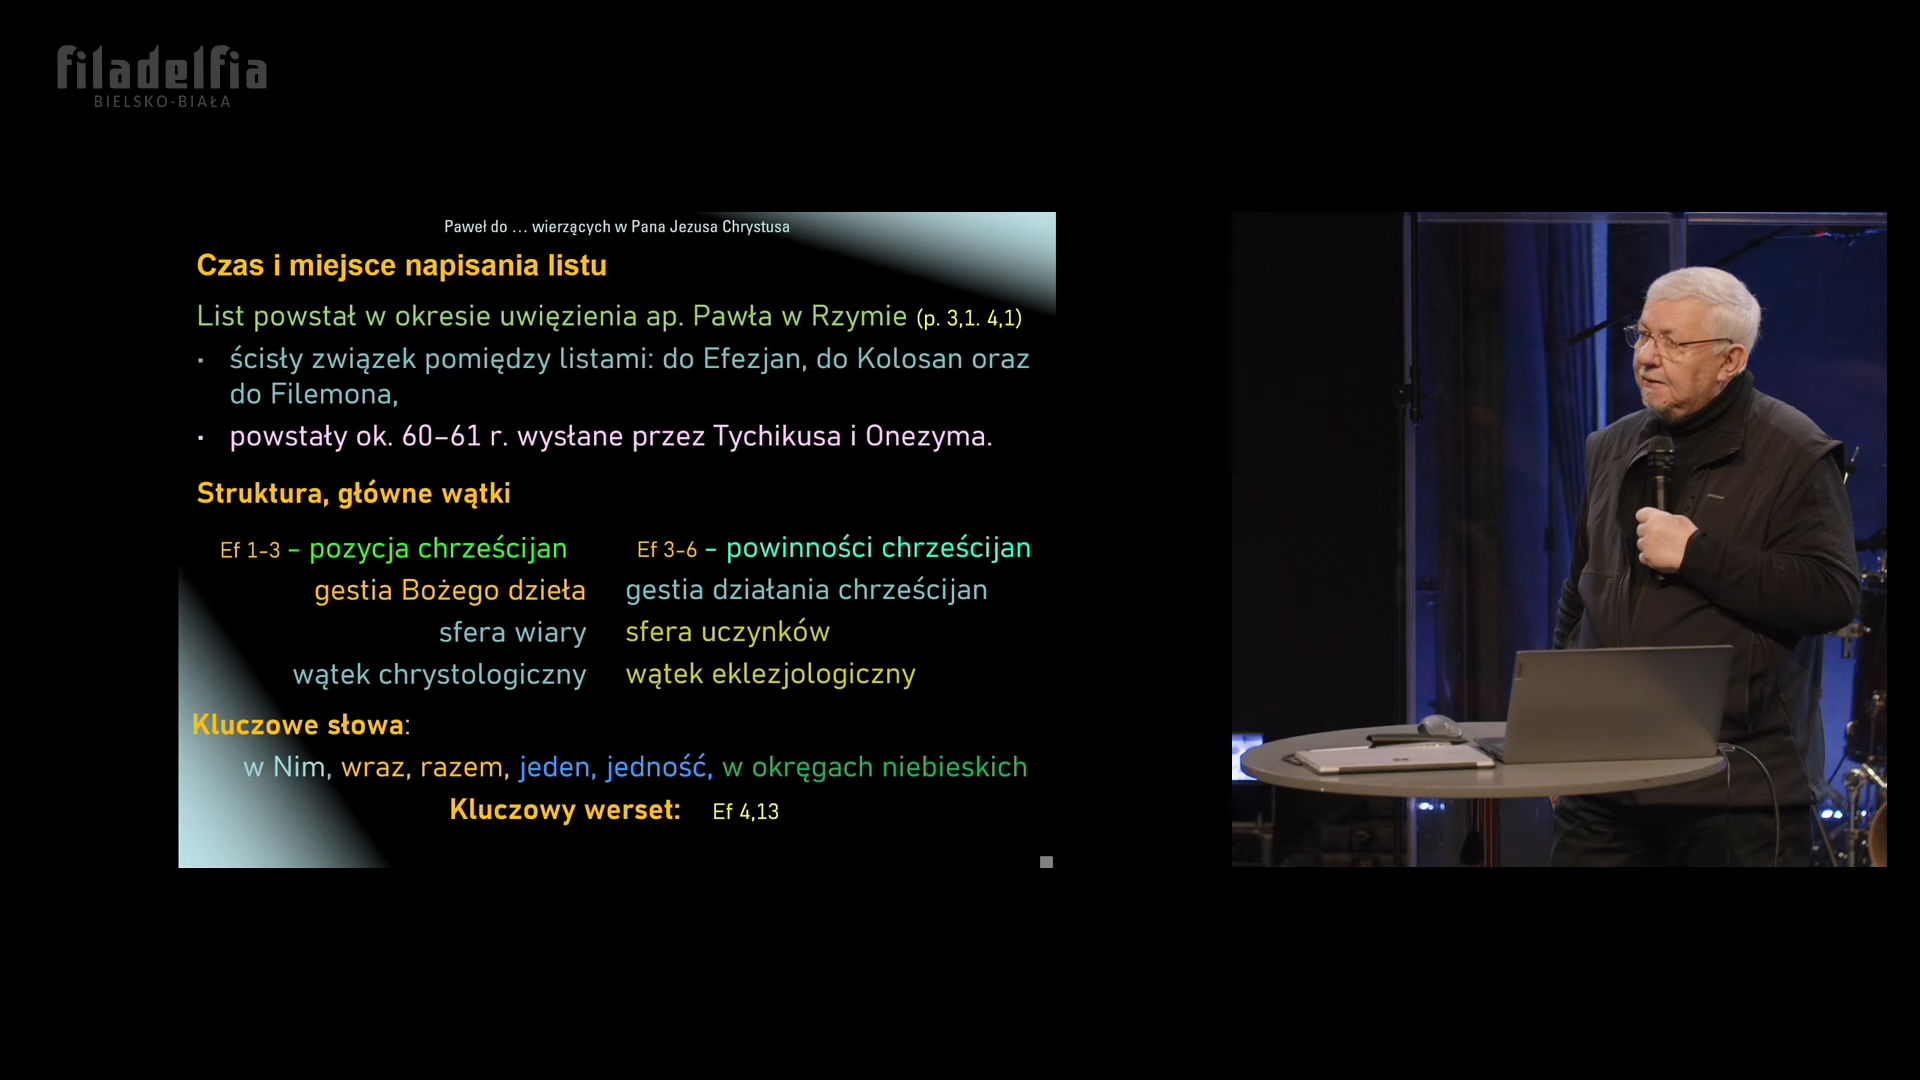 filadelfia
BIELSKO-BIAŁA
Paweł do … wierzących w Pana Jezusa Chrystusa
Czas i miejsce napisania listu
List powstał w okresie uwięzienia ap. Pawła w Rzymie (p. 3,1. 4,1)
· ścisły związek pomiędzy listami: do Efezjan, do Kolosan oraz
do Filemona,
· powstały ok. 60–61 r. wysłane przez Tychikusa i Onezyma.
Struktura, główne wątki
Ef 1-3 – pozycja chrześcijan
gestia Bożego dzieła
sfera wiary
wątek chrystologiczny
Ef 3-6 – powinności chrześcijan
gestia działania chrześcijan
sfera uczynków
wątek eklezjologiczny
Kluczowe słowa:
w Nim, wraz, razem, jeden, jedność, w okręgach niebieskich
Kluczowy werset: Ef 4,13